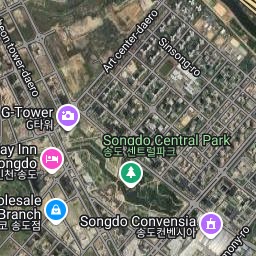 Art center-daero
Sinsong-ro
eon tower-daero
G-Tower
G타워
Songdo Central Park
송도 센트럴파크
ay Inn
ongdo
인천 송도
olesale
Branch
코 송도점
Songdo Convensia
송도컨벤시아
mony-ro